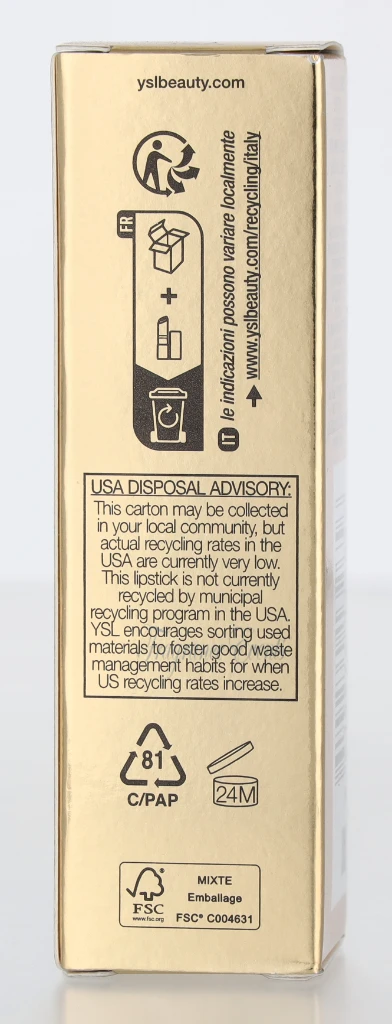 yslbeauty.com
FR
+
IT le indicazioni possono variare localmente
www.yslbeauty.com/recycling/italy
USA DISPOSAL ADVISORY:
This carton may be collected
in your local community, but
actual recycling rates in the
USA are currently very low.
This lipstick is not currently
recycled by municipal
recycling program in the USA.
YSL encourages sorting used
materials to foster good waste
management habits for when
US recycling rates increase.
81
C/PAP
24M
FSC
www.fsc.org
MIXTE
Emballage
FSC® C004631